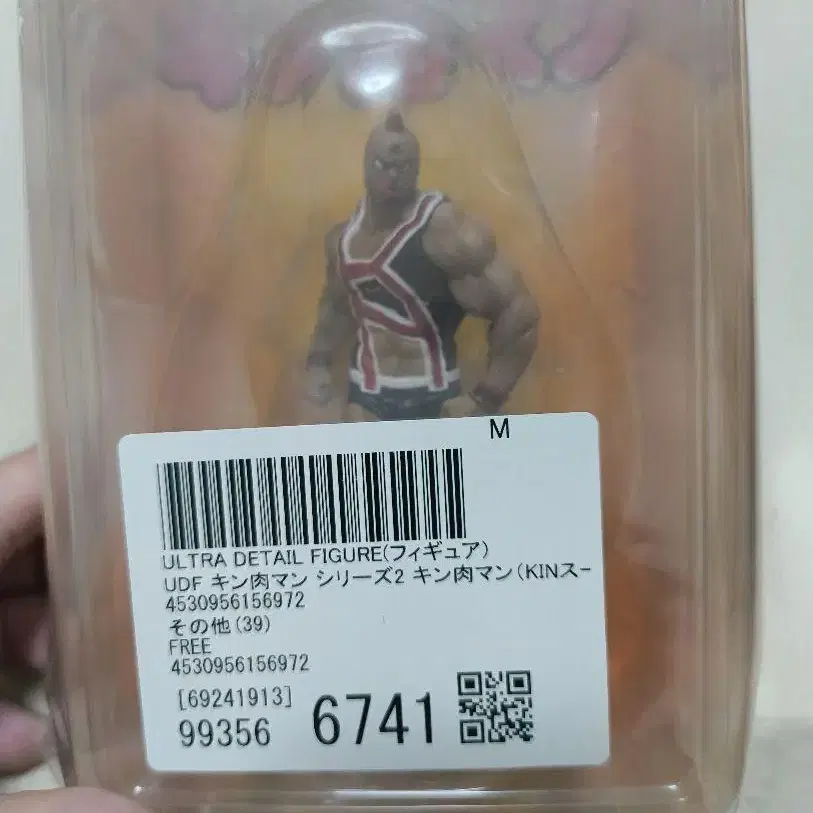 M
ULTRA DETAIL FIGURE(フィギュア)
UDF キン肉マン シリーズ2 キン肉マン(KINス-
4530956156972
その他(39)
FREE
4530956156972
[69241913]
99356 6741